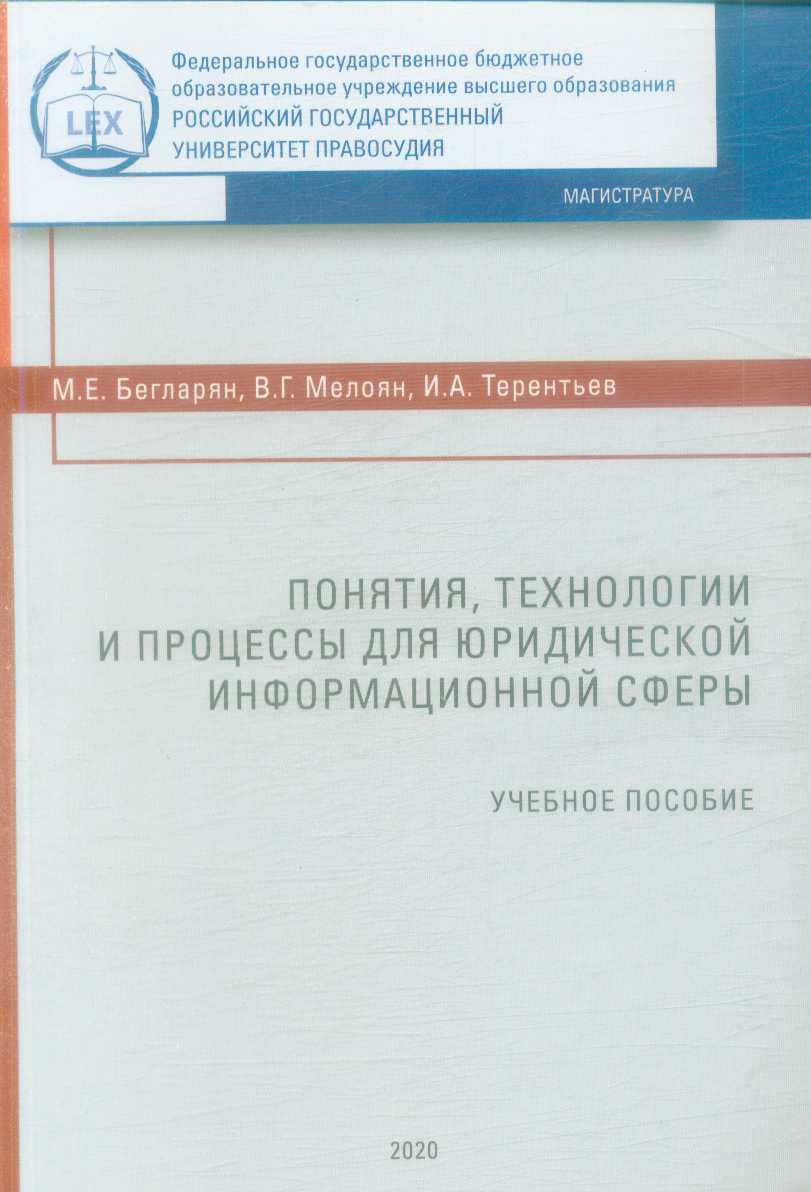 Федеральное государственное бюджетное
образовательное учреждение высшего образования
РОССИЙСКИЙ ГОСУДАРСТВЕННЫЙ
УНИВЕРСИТЕТ ПРАВОСУДИЯ
LEX
МАГИСТРАТУРА
М.Е. Бегларян, В.Г. Мелоян, И.А. Терентьев
ПОНЯТИЯ, ТЕХНОЛОГИИ
И ПРОЦЕССЫ ДЛЯ ЮРИДИЧЕСКОЙ
ИНФОРМАЦИОННОЙ СФЕРЫ
УЧЕБНОЕ ПОСОБИЕ
2020